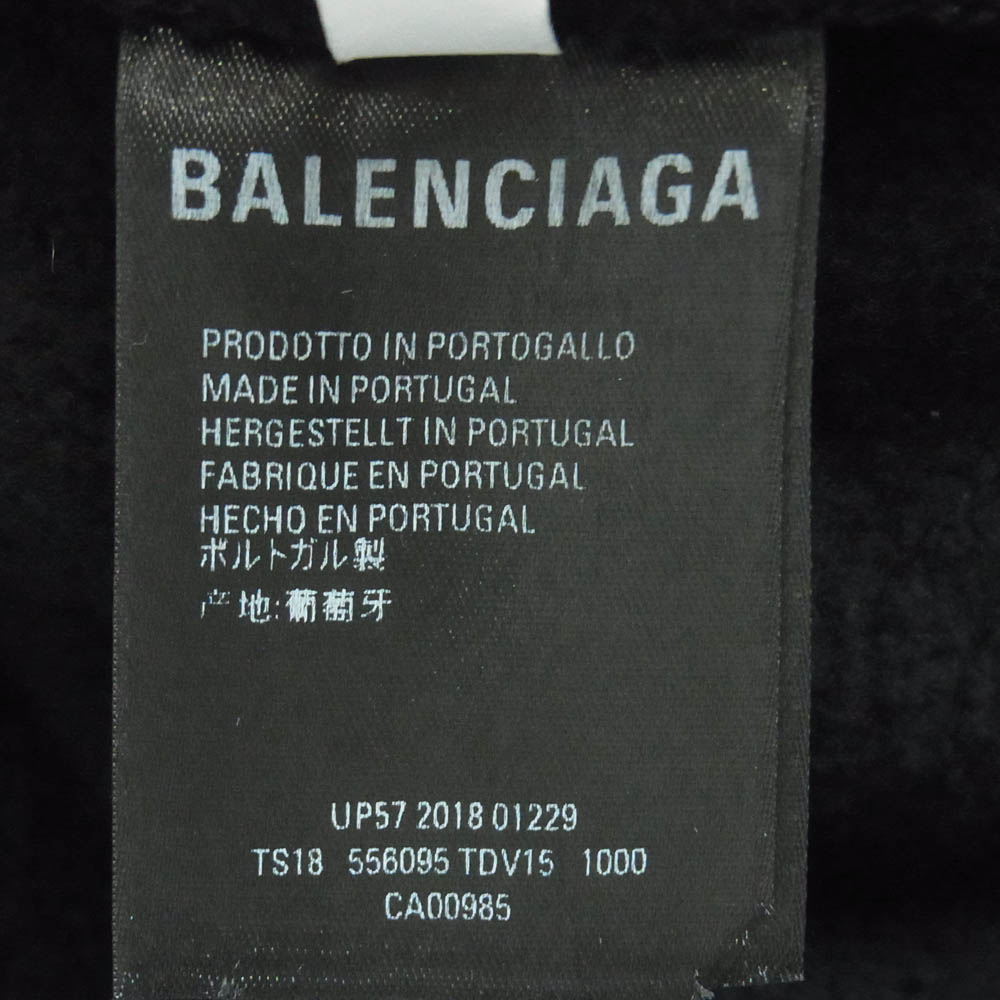 BALENCIAGA
PRODOTTO IN PORTOGALLO
MADE IN PORTUGAL
HERGESTELLT IN PORTUGAL
FABRIQUE EN PORTUGAL
HECHO EN PORTUGAL
ポルトガル製
产地:葡萄牙
UP57 2018 01229
TS18 556095 TDV15 1000
CA00985